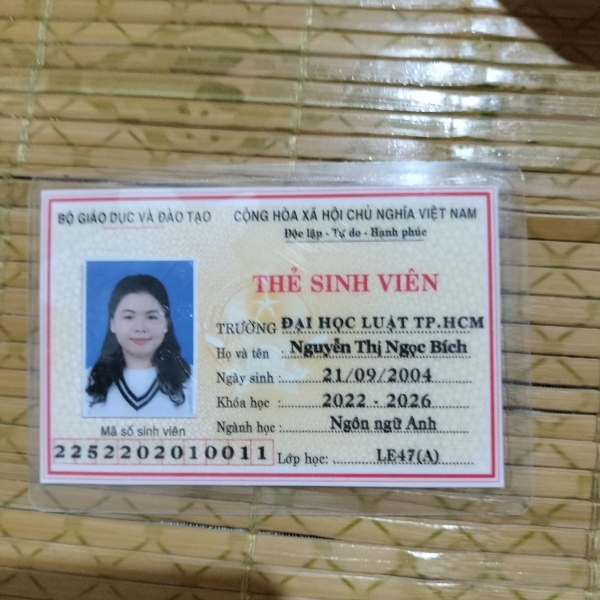 BỘ GIÁO DỤC VÀ ĐÀO TẠO CỘNG HÒA XÃ HỘI CHỦ NGHĨA VIỆT NAM
Độc lập - Tự do - Hạnh phúc
THẺ SINH VIÊN
TRƯỜNG ĐẠI HỌC LUẬT TP.HCM
Họ và tên : Nguyễn Thị Ngọc Bích
Ngày sinh : 21/09/2004
Khóa học : 2022 - 2026
Ngành học : Ngôn ngữ Anh
Mã số sinh viên
2252202010011 Lớp học: LE47(A)